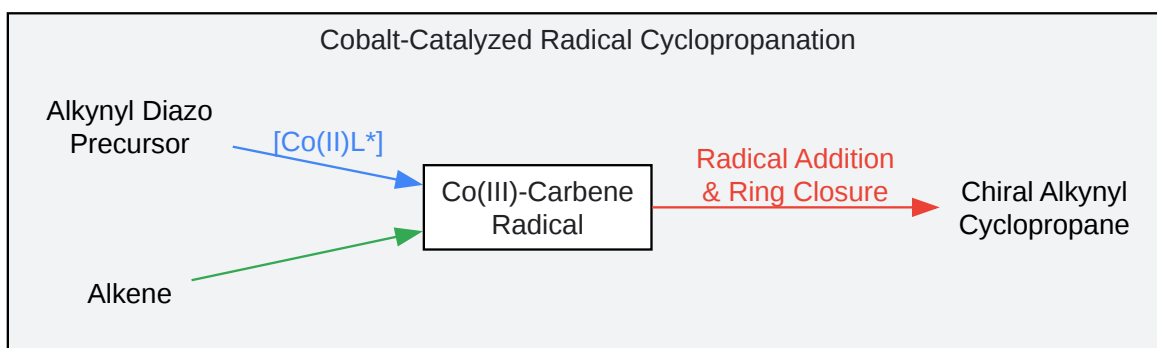 Cobalt-Catalyzed Radical Cyclopropanation
Alkynyl Diazo
Precursor
[Co(II)L*]
Alkene
Co(III)-Carbene
Radical
Radical Addition
& Ring Closure
Chiral Alkynyl
Cyclopropane